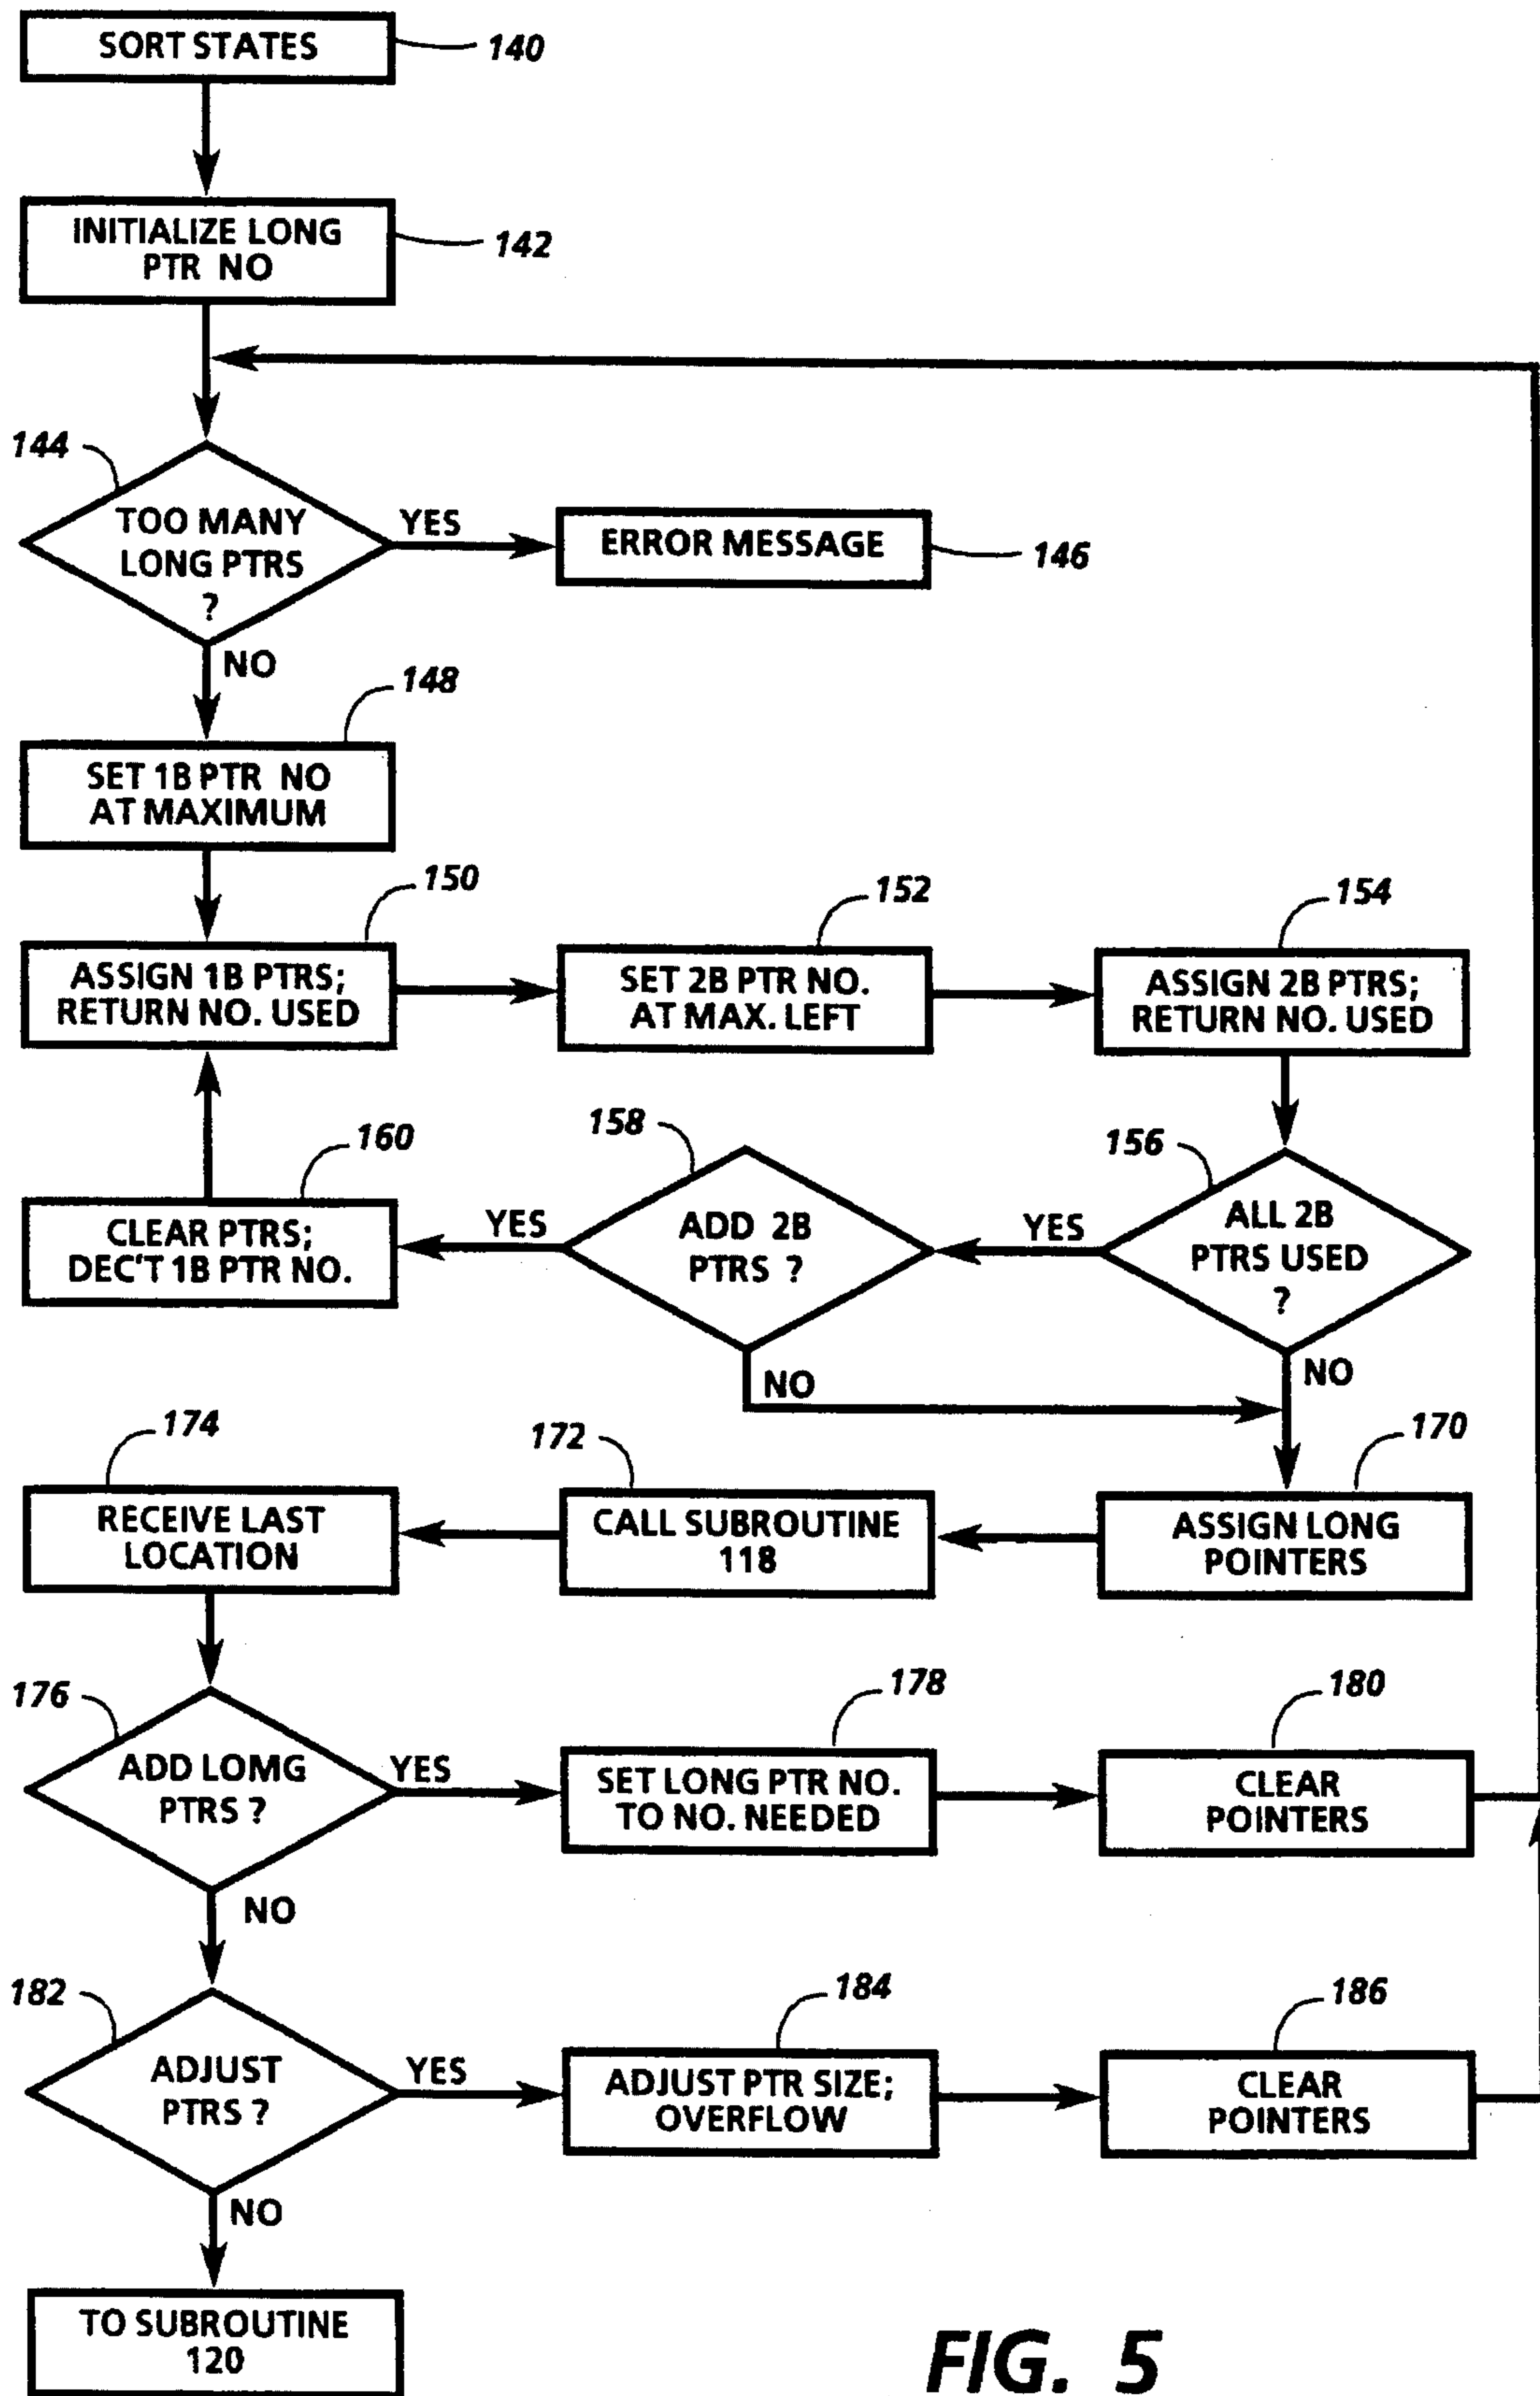 SORT STATES
140
INITIALIZE LONG
PTR NO
142
144
TOO MANY
LONG PTRS
?
YES
ERROR MESSAGE
146
NO
148
SET 1B PTR NO
AT MAXIMUM
150
ASSIGN 1B PTRS;
RETURN NO. USED
152
SET 2B PTR NO.
AT MAX. LEFT
154
ASSIGN 2B PTRS;
RETURN NO. USED
156
ALL 2B
PTRS USED
?
YES
158
ADD 2B
PTRS ?
YES
160
CLEAR PTRS;
DEC'T 1B PTR NO.
NO
NO
170
ASSIGN LONG
POINTERS
172
CALL SUBROUTINE
118
174
RECEIVE LAST
LOCATION
176
ADD LOMG
PTRS ?
YES
178
SET LONG PTR NO.
TO NO. NEEDED
180
CLEAR
POINTERS
NO
182
ADJUST
PTRS ?
YES
184
ADJUST PTR SIZE;
OVERFLOW
186
CLEAR
POINTERS
NO
TO SUBROUTINE
120
FIG. 5